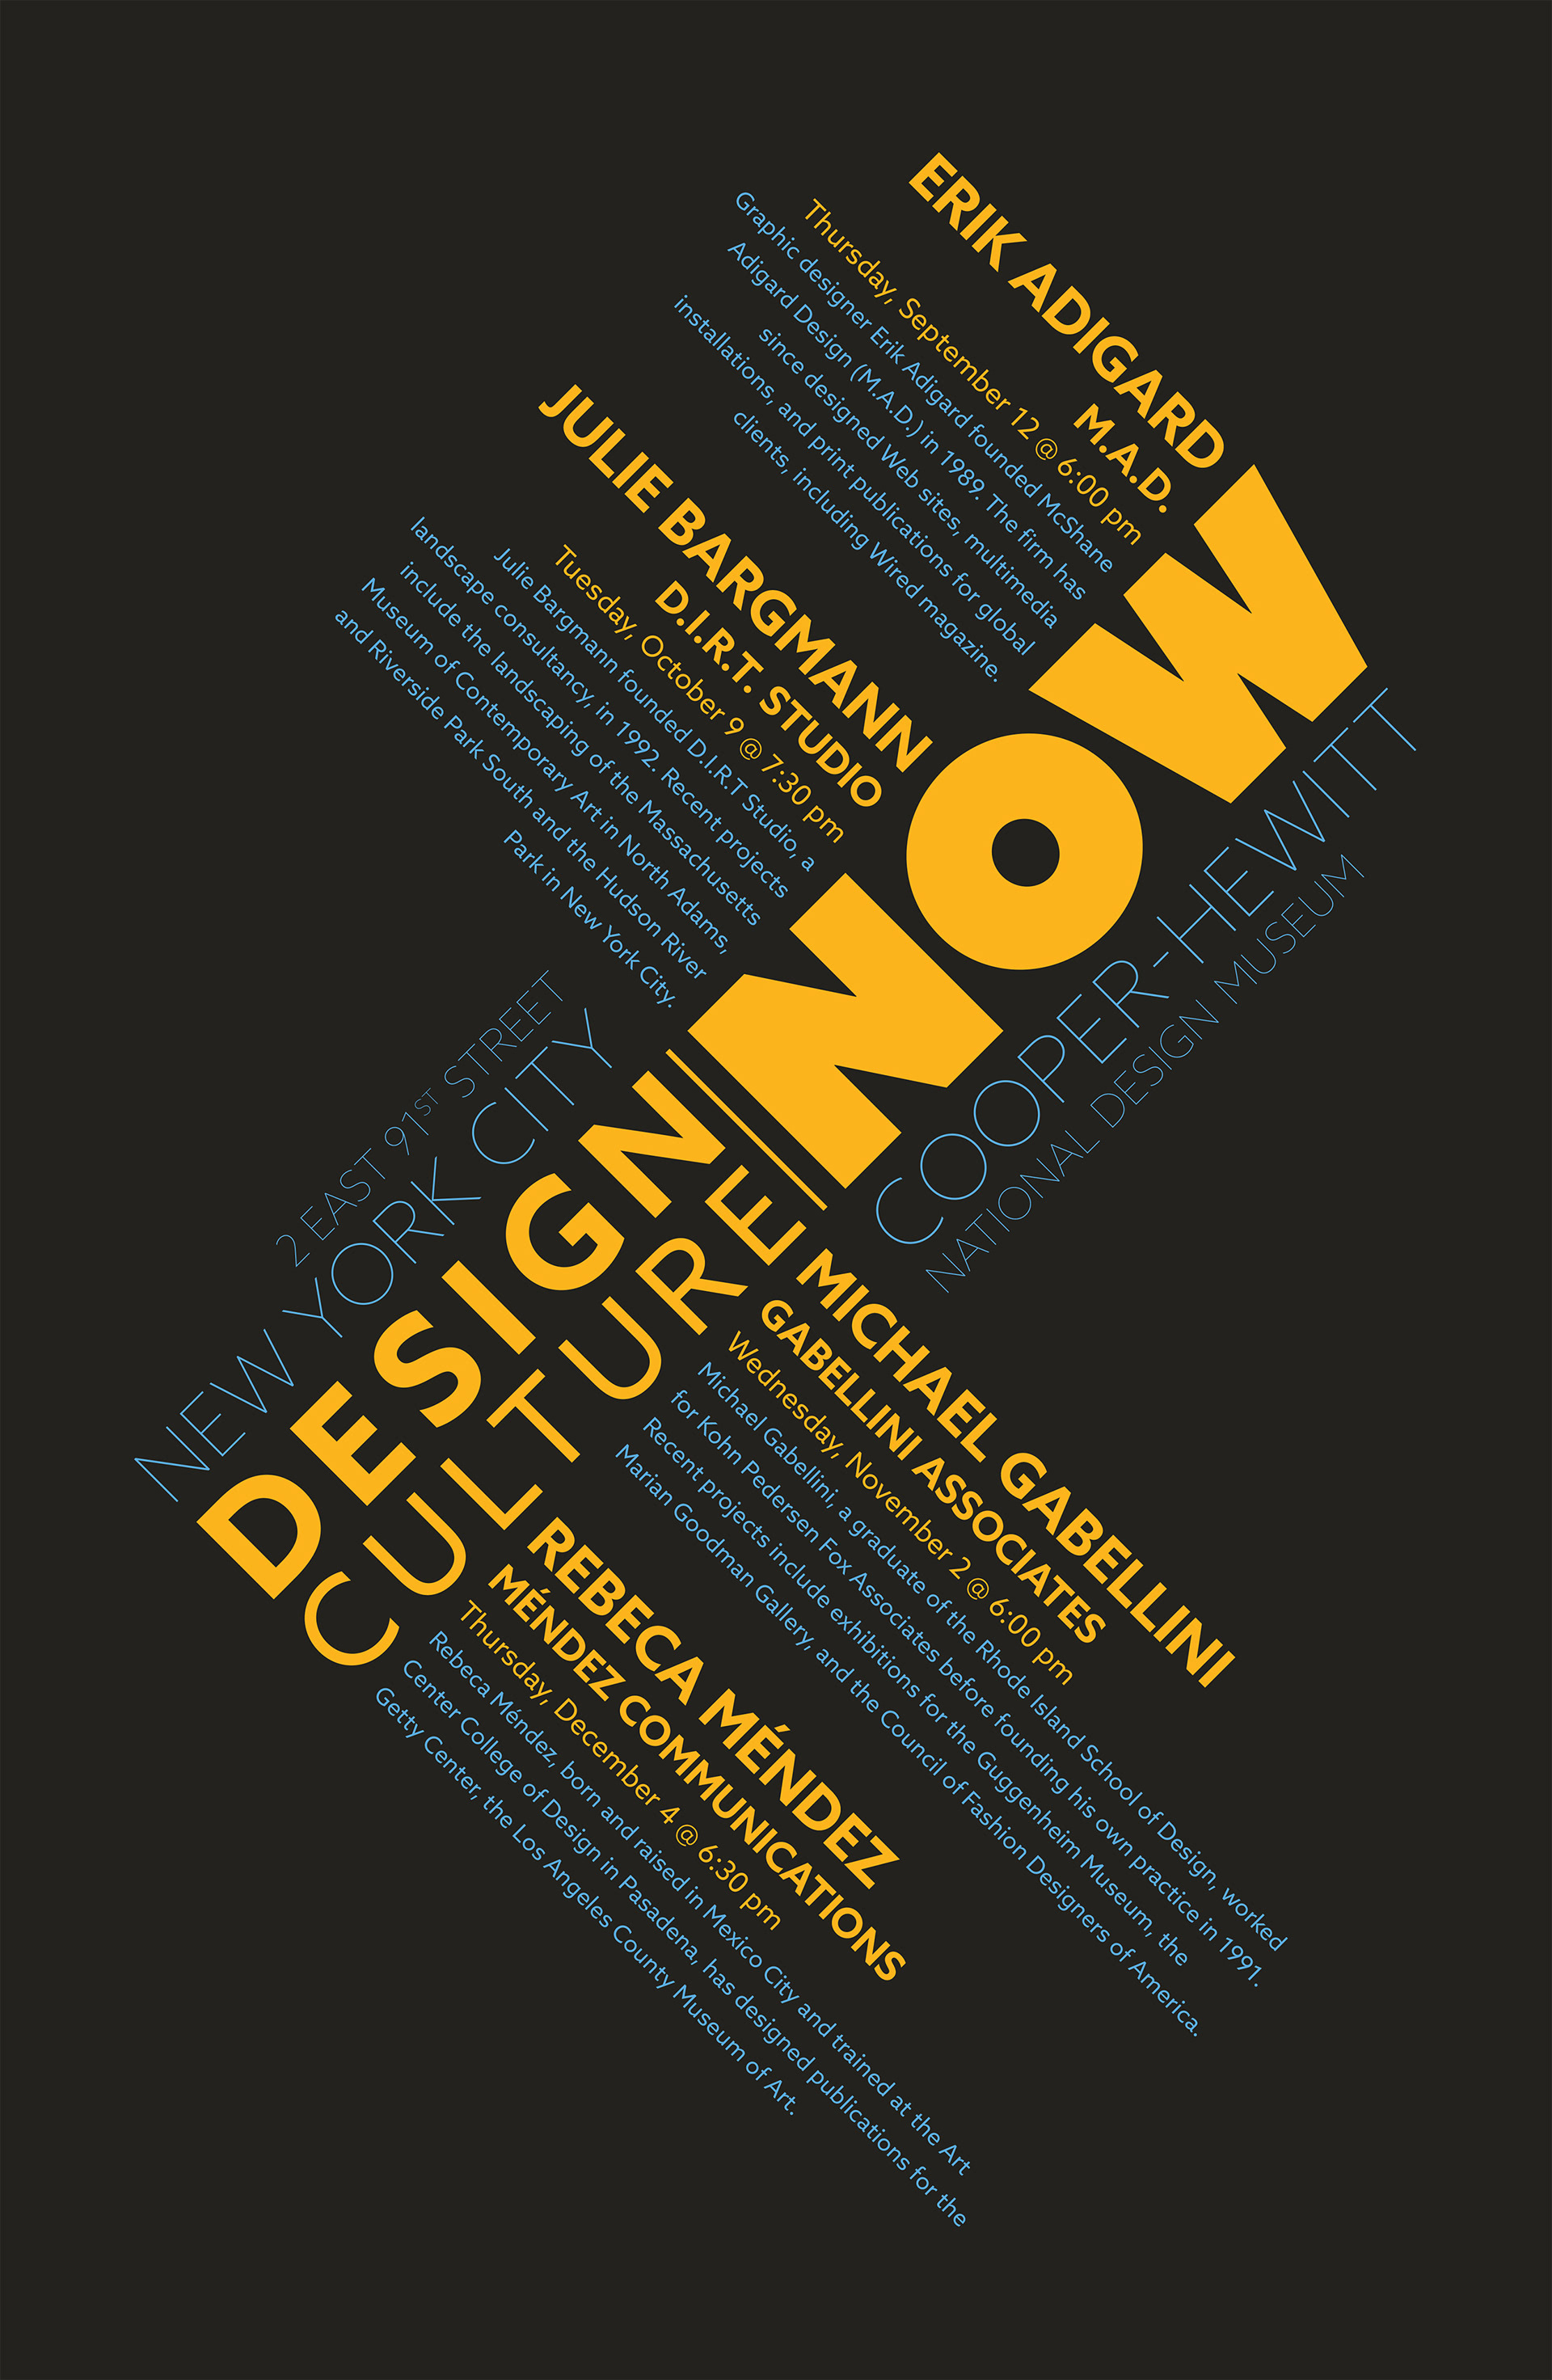 DESIGN
CULTURE
NOW
COOPER-HEWITT
NATIONAL DESIGN MUSEUM
2 EAST 91ST STREET
NEW YORK CITY
ERIK ADIGARD
M.A.D.
Thursday, September 12 @ 6:00 pm
Graphic designer Erik Adigard founded McShane
Adigard Design (M.A.D.) in 1989. The firm has
since designed Web sites, multimedia
installations, and print publications for global
clients, including Wired magazine.
JULIE BARGMANN
D.I.R.T. STUDIO
Tuesday, October 9 @ 7:30 pm
Julie Bargmann founded D.I.R.T Studio, a
landscape consultancy, in 1992. Recent projects
include the landscaping of the Massachusetts
Museum of Contemporary Art in North Adams,
and Riverside Park South and the Hudson River
Park in New York City.
MICHAEL GABELLINI
GABELLINI ASSOCIATES
Wednesday, November 2 @ 6:00 pm
Michael Gabellini, a graduate of the Rhode Island School of Design, worked
for Kohn Pedersen Fox Associates before founding his own practice in 1991.
Recent projects include exhibitions for the Guggenheim Museum, the
Marian Goodman Gallery, and the Council of Fashion Designers of America.
REBECA MÉNDEZ
MÉNDEZ COMMUNICATIONS
Thursday, December 4 @ 6:30 pm
Rebeca Méndez, born and raised in Mexico City and trained at the Art
Center College of Design in Pasadena, has designed publications for the
Getty Center, the Los Angeles County Museum of Art.